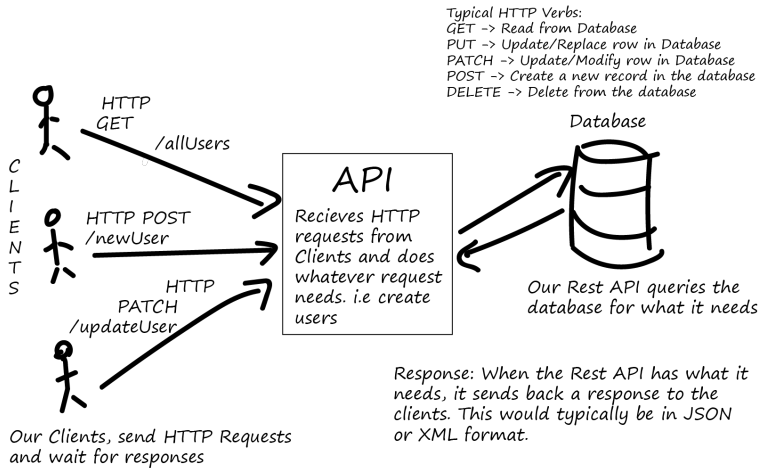 Typical HTTP Verbs:
GET -> Read from Database
PUT -> Update/Replace row in Database
PATCH -> Update/Modify row in Database
POST -> Create a new record in the database
DELETE -> Delete from the database
CLIENTS
HTTP
GET
/allUsers
HTTP POST
/newUser
HTTP
PATCH
/updateUser
Our Clients, send HTTP Requests
and wait for responses
API
Recieves HTTP
requests from
Clients and does
whatever request
needs. i.e create
users
Database
Our Rest API queries the
database for what it needs
Response: When the Rest API has what it
needs, it sends back a response to the
clients. This would typically be in JSON
or XML format.